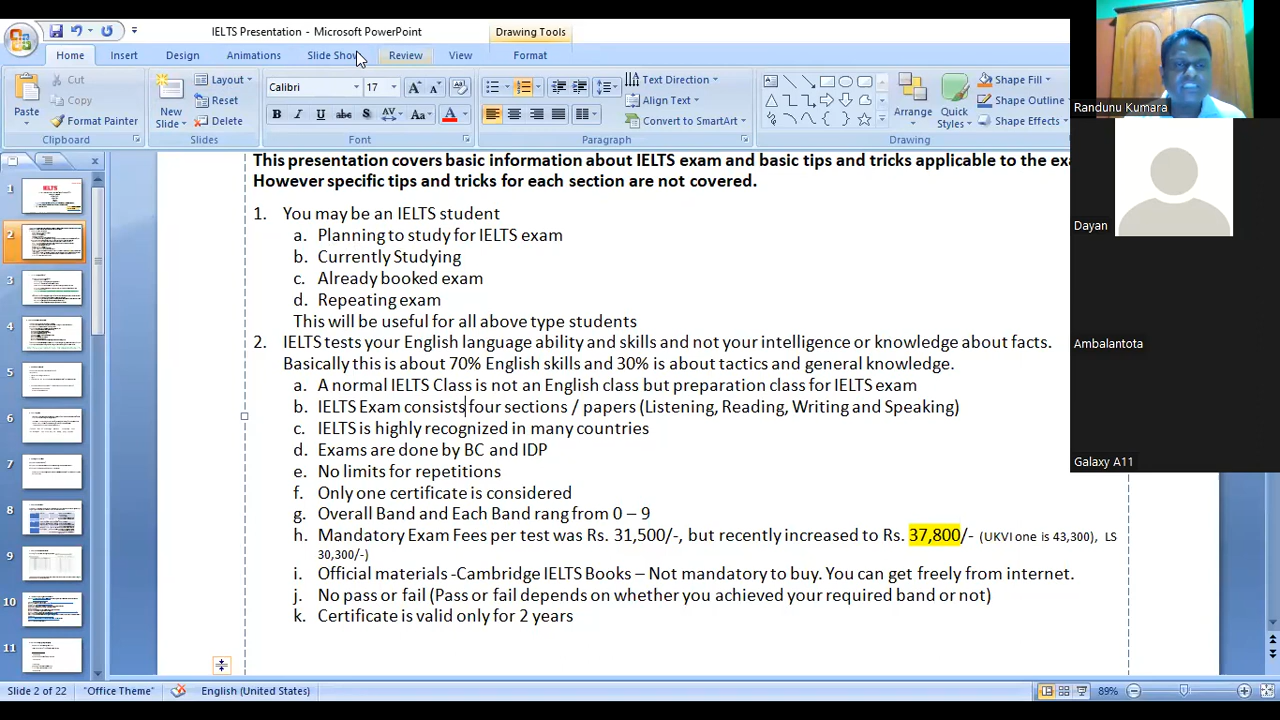 IELTS Presentation - Microsoft PowerPoint
Drawing Tools
Home Insert Design Animations Slide Show Review View Format
Paste
Cut
Copy
Format Painter
Clipboard
New Slide
Layout
Reset
Delete
Slides
Calibri 17
Font
Text Direction
Align Text
Convert to SmartArt
Paragraph
Arrange
Quick Styles
Shape Fill
Shape Outline
Shape Effects
Drawing
This presentation covers basic information about IELTS exam and basic tips and tricks applicable to the exa
However specific tips and tricks for each section are not covered.
1. You may be an IELTS student
a. Planning to study for IELTS exam
b. Currently Studying
c. Already booked exam
d. Repeating exam
This will be useful for all above type students
2. IELTS tests your English language ability and skills and not your intelligence or knowledge about facts.
Basically this is about 70% English skills and 30% is about tactics and general knowledge.
a. A normal IELTS Class is not an English class but preparation class for IELTS exam
b. IELTS Exam consists four sections / papers (Listening, Reading, Writing and Speaking)
c. IELTS is highly recognized in many countries
d. Exams are done by BC and IDP
e. No limits for repetitions
f. Only one certificate is considered
g. Overall Band and Each Band rang from 0 – 9
h. Mandatory Exam Fees per test was Rs. 31,500/-, but recently increased to Rs. 37,800/- (UKVI one is 43,300), LS
30,300/-)
i. Official materials -Cambridge IELTS Books – Not mandatory to buy. You can get freely from internet.
j. No pass or fail (Pass or fail depends on whether you achieved your required band or not)
k. Certificate is valid only for 2 years
1
2
3
4
5
6
7
8
9
10
11
Randunu Kumara
Dayan
Ambalantota
Galaxy A11
Slide 2 of 22 "Office Theme" English (United States) 89%